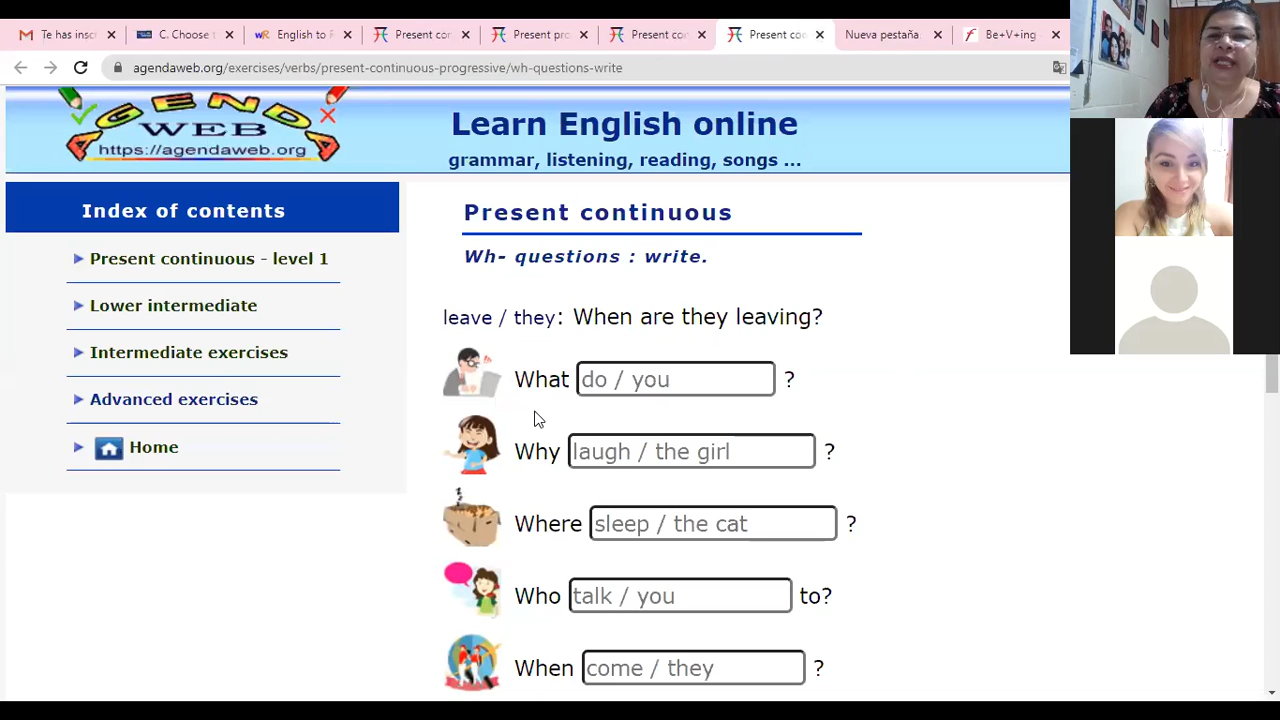 Te has inscr
C. Choose
English to
Present con
Present pro
Present con
Present con
Nueva pestaña
Be+V+ing
agendaweb.org/exercises/verbs/present-continuous-progressive/wh-questions-write
AGENDA
WEB
https://agendaweb.org
Learn English online
grammar, listening, reading, songs ...
Index of contents
Present continuous - level 1
Lower intermediate
Intermediate exercises
Advanced exercises
Home
Present continuous
Wh- questions : write.
leave / they: When are they leaving?
What do / you ?
Why laugh / the girl ?
Where sleep / the cat ?
Who talk / you to?
When come / they ?